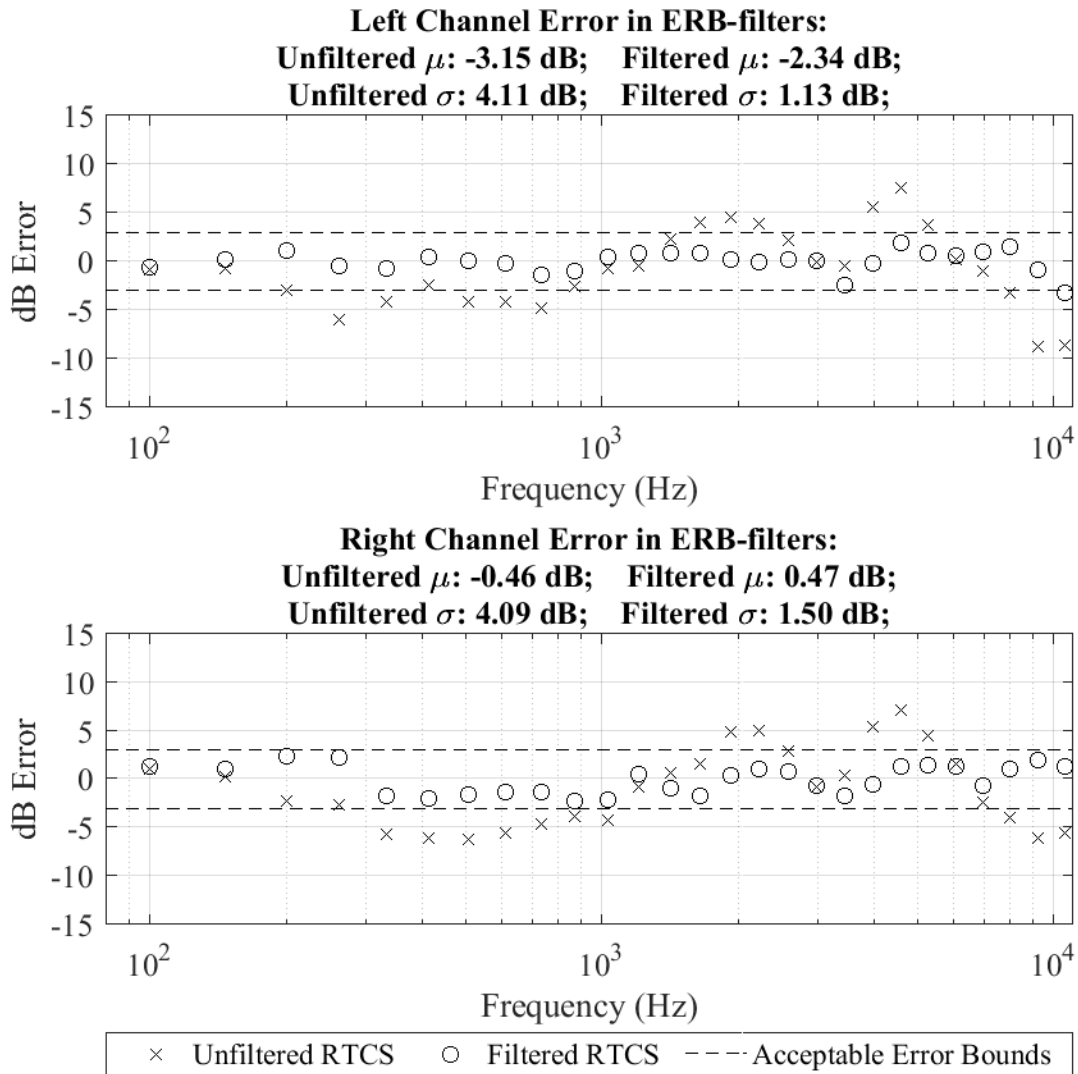 Left Channel Error in ERB-filters:
Unfiltered μ: -3.15 dB; Filtered μ: -2.34 dB;
Unfiltered σ: 4.11 dB; Filtered σ: 1.13 dB;
15
10
5
0
-5
-10
-15
dB Error
10² 10³ 10⁴
Frequency (Hz)
Right Channel Error in ERB-filters:
Unfiltered μ: -0.46 dB; Filtered μ: 0.47 dB;
Unfiltered σ: 4.09 dB; Filtered σ: 1.50 dB;
15
10
5
0
-5
-10
-15
dB Error
10² 10³ 10⁴
Frequency (Hz)
Unfiltered RTCS Filtered RTCS Acceptable Error Bounds